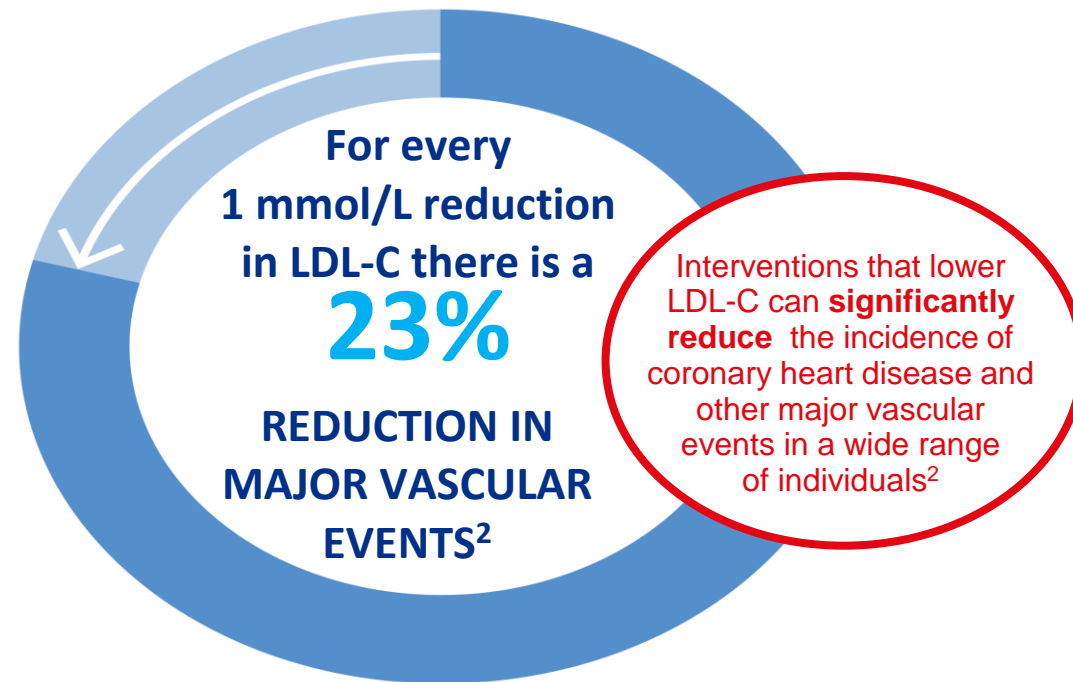 For every
1 mmol/L reduction
in LDL-C there is a
23%
REDUCTION IN
MAJOR VASCULAR
EVENTS²
Interventions that lower
LDL-C can significantly
reduce the incidence of
coronary heart disease and
other major vascular
events in a wide range
of individuals²